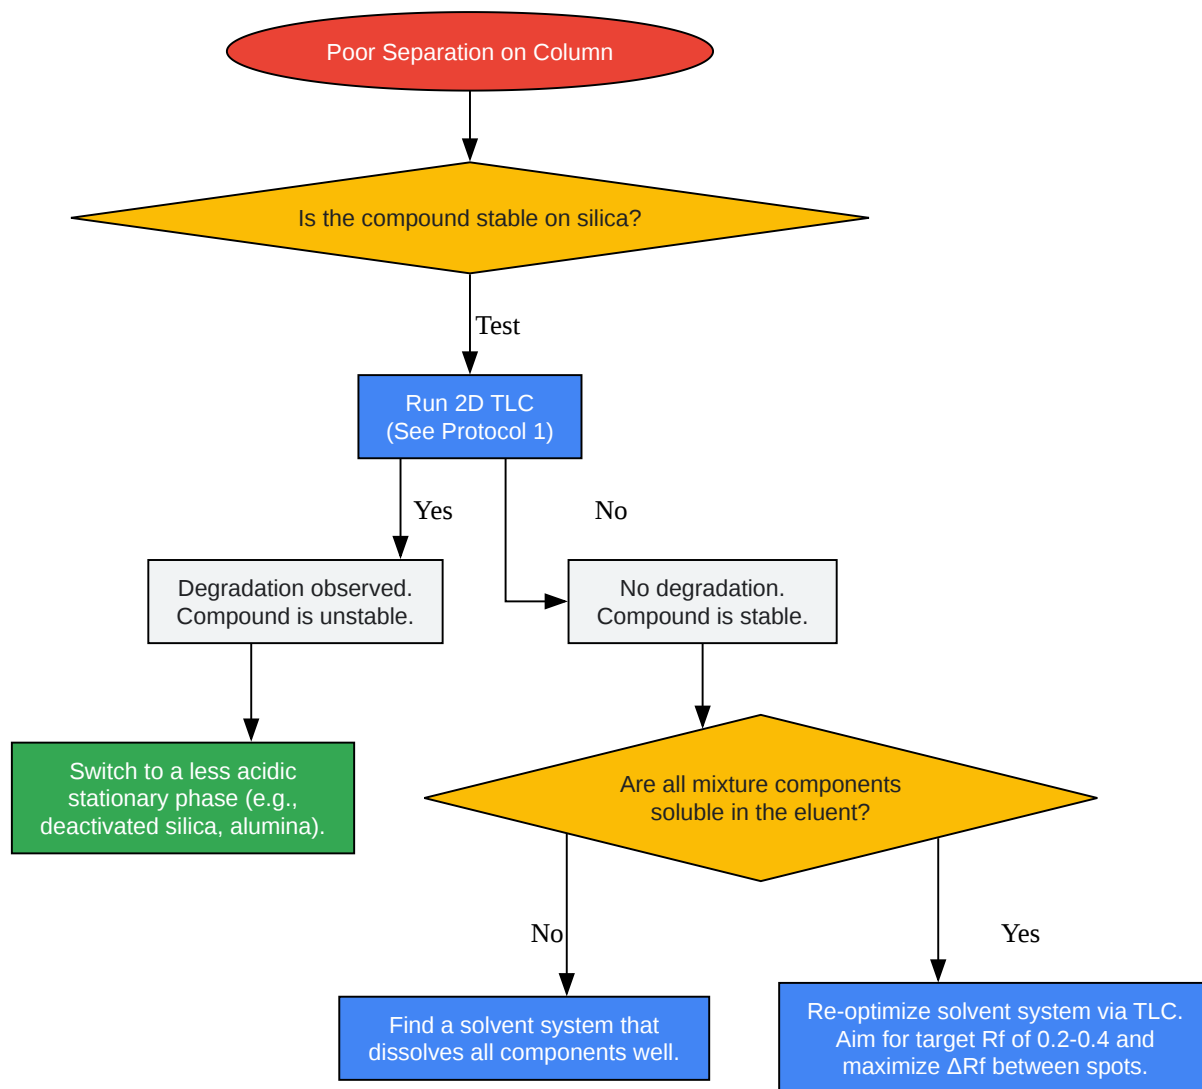 Poor Separation on Column
Is the compound stable on silica?
Test
Run 2D TLC
(See Protocol 1)
Yes
No
Degradation observed.
Compound is unstable.
No degradation.
Compound is stable.
Switch to a less acidic
stationary phase (e.g.,
deactivated silica, alumina).
Are all mixture components
soluble in the eluent?
No
Yes
Find a solvent system that
dissolves all components well.
Re-optimize solvent system via TLC.
Aim for target Rf of 0.2-0.4 and
maximize ΔRf between spots.